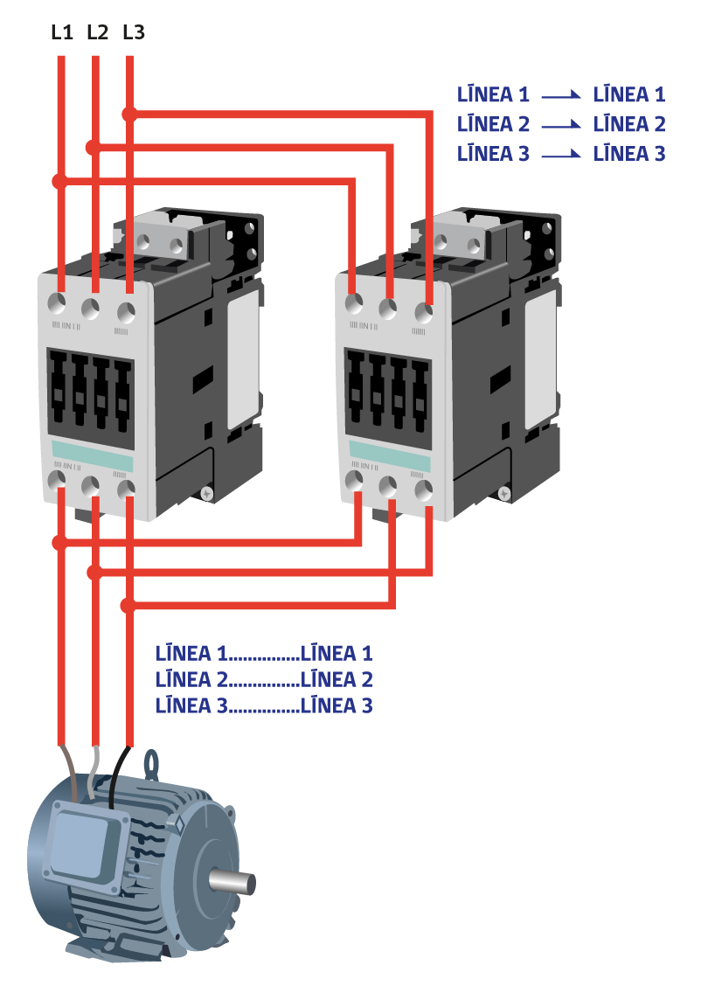 L1 L2 L3
LÍNEA 1 → LÍNEA 1
LÍNEA 2 → LÍNEA 2
LÍNEA 3 → LÍNEA 3
LÍNEA 1...............LÍNEA 1
LÍNEA 2...............LÍNEA 2
LÍNEA 3...............LÍNEA 3